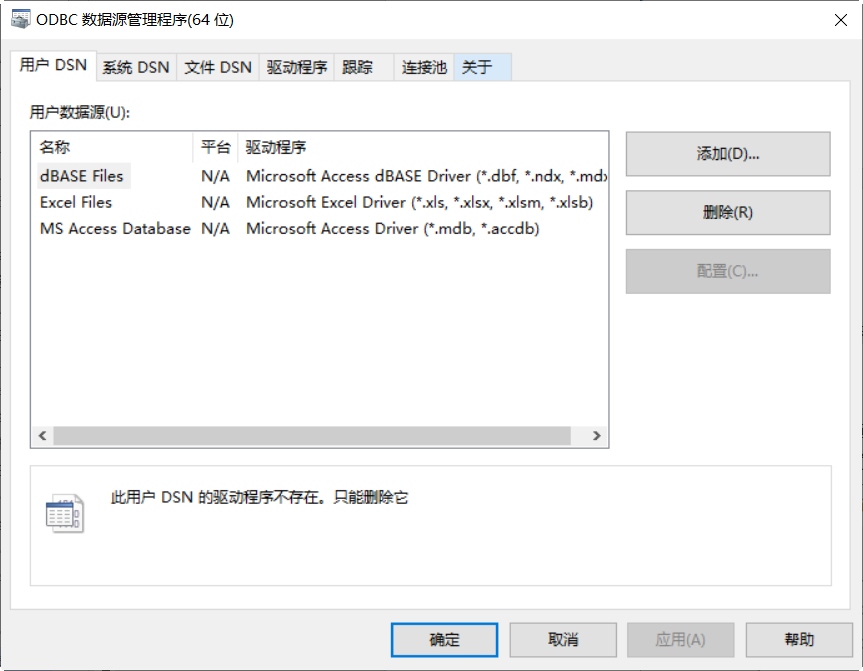 ODBC 数据源管理程序(64 位)
用户 DSN 系统 DSN 文件 DSN 驱动程序 跟踪 连接池 关于
用户数据源(U):
名称 平台 驱动程序
dBASE Files N/A Microsoft Access dBASE Driver (*.dbf, *.ndx, *.mdx
Excel Files N/A Microsoft Excel Driver (*.xls, *.xlsx, *.xlsm, *.xlsb)
MS Access Database N/A Microsoft Access Driver (*.mdb, *.accdb)
添加(D)...
删除(R)
配置(C)...
此用户 DSN 的驱动程序不存在。只能删除它
确定 取消 应用(A) 帮助